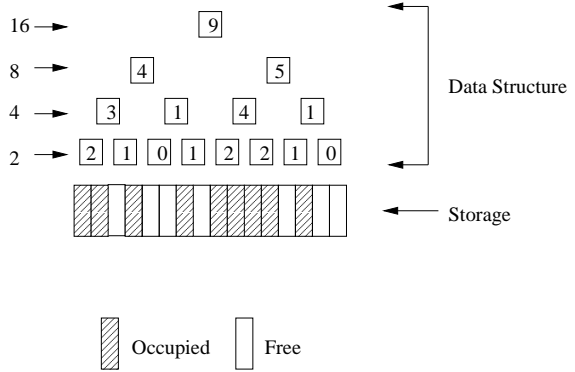 16 9
8 4 5
Data Structure
4 3 1 4 1
2 2 1 0 1 2 2 1 0
Storage
Occupied Free